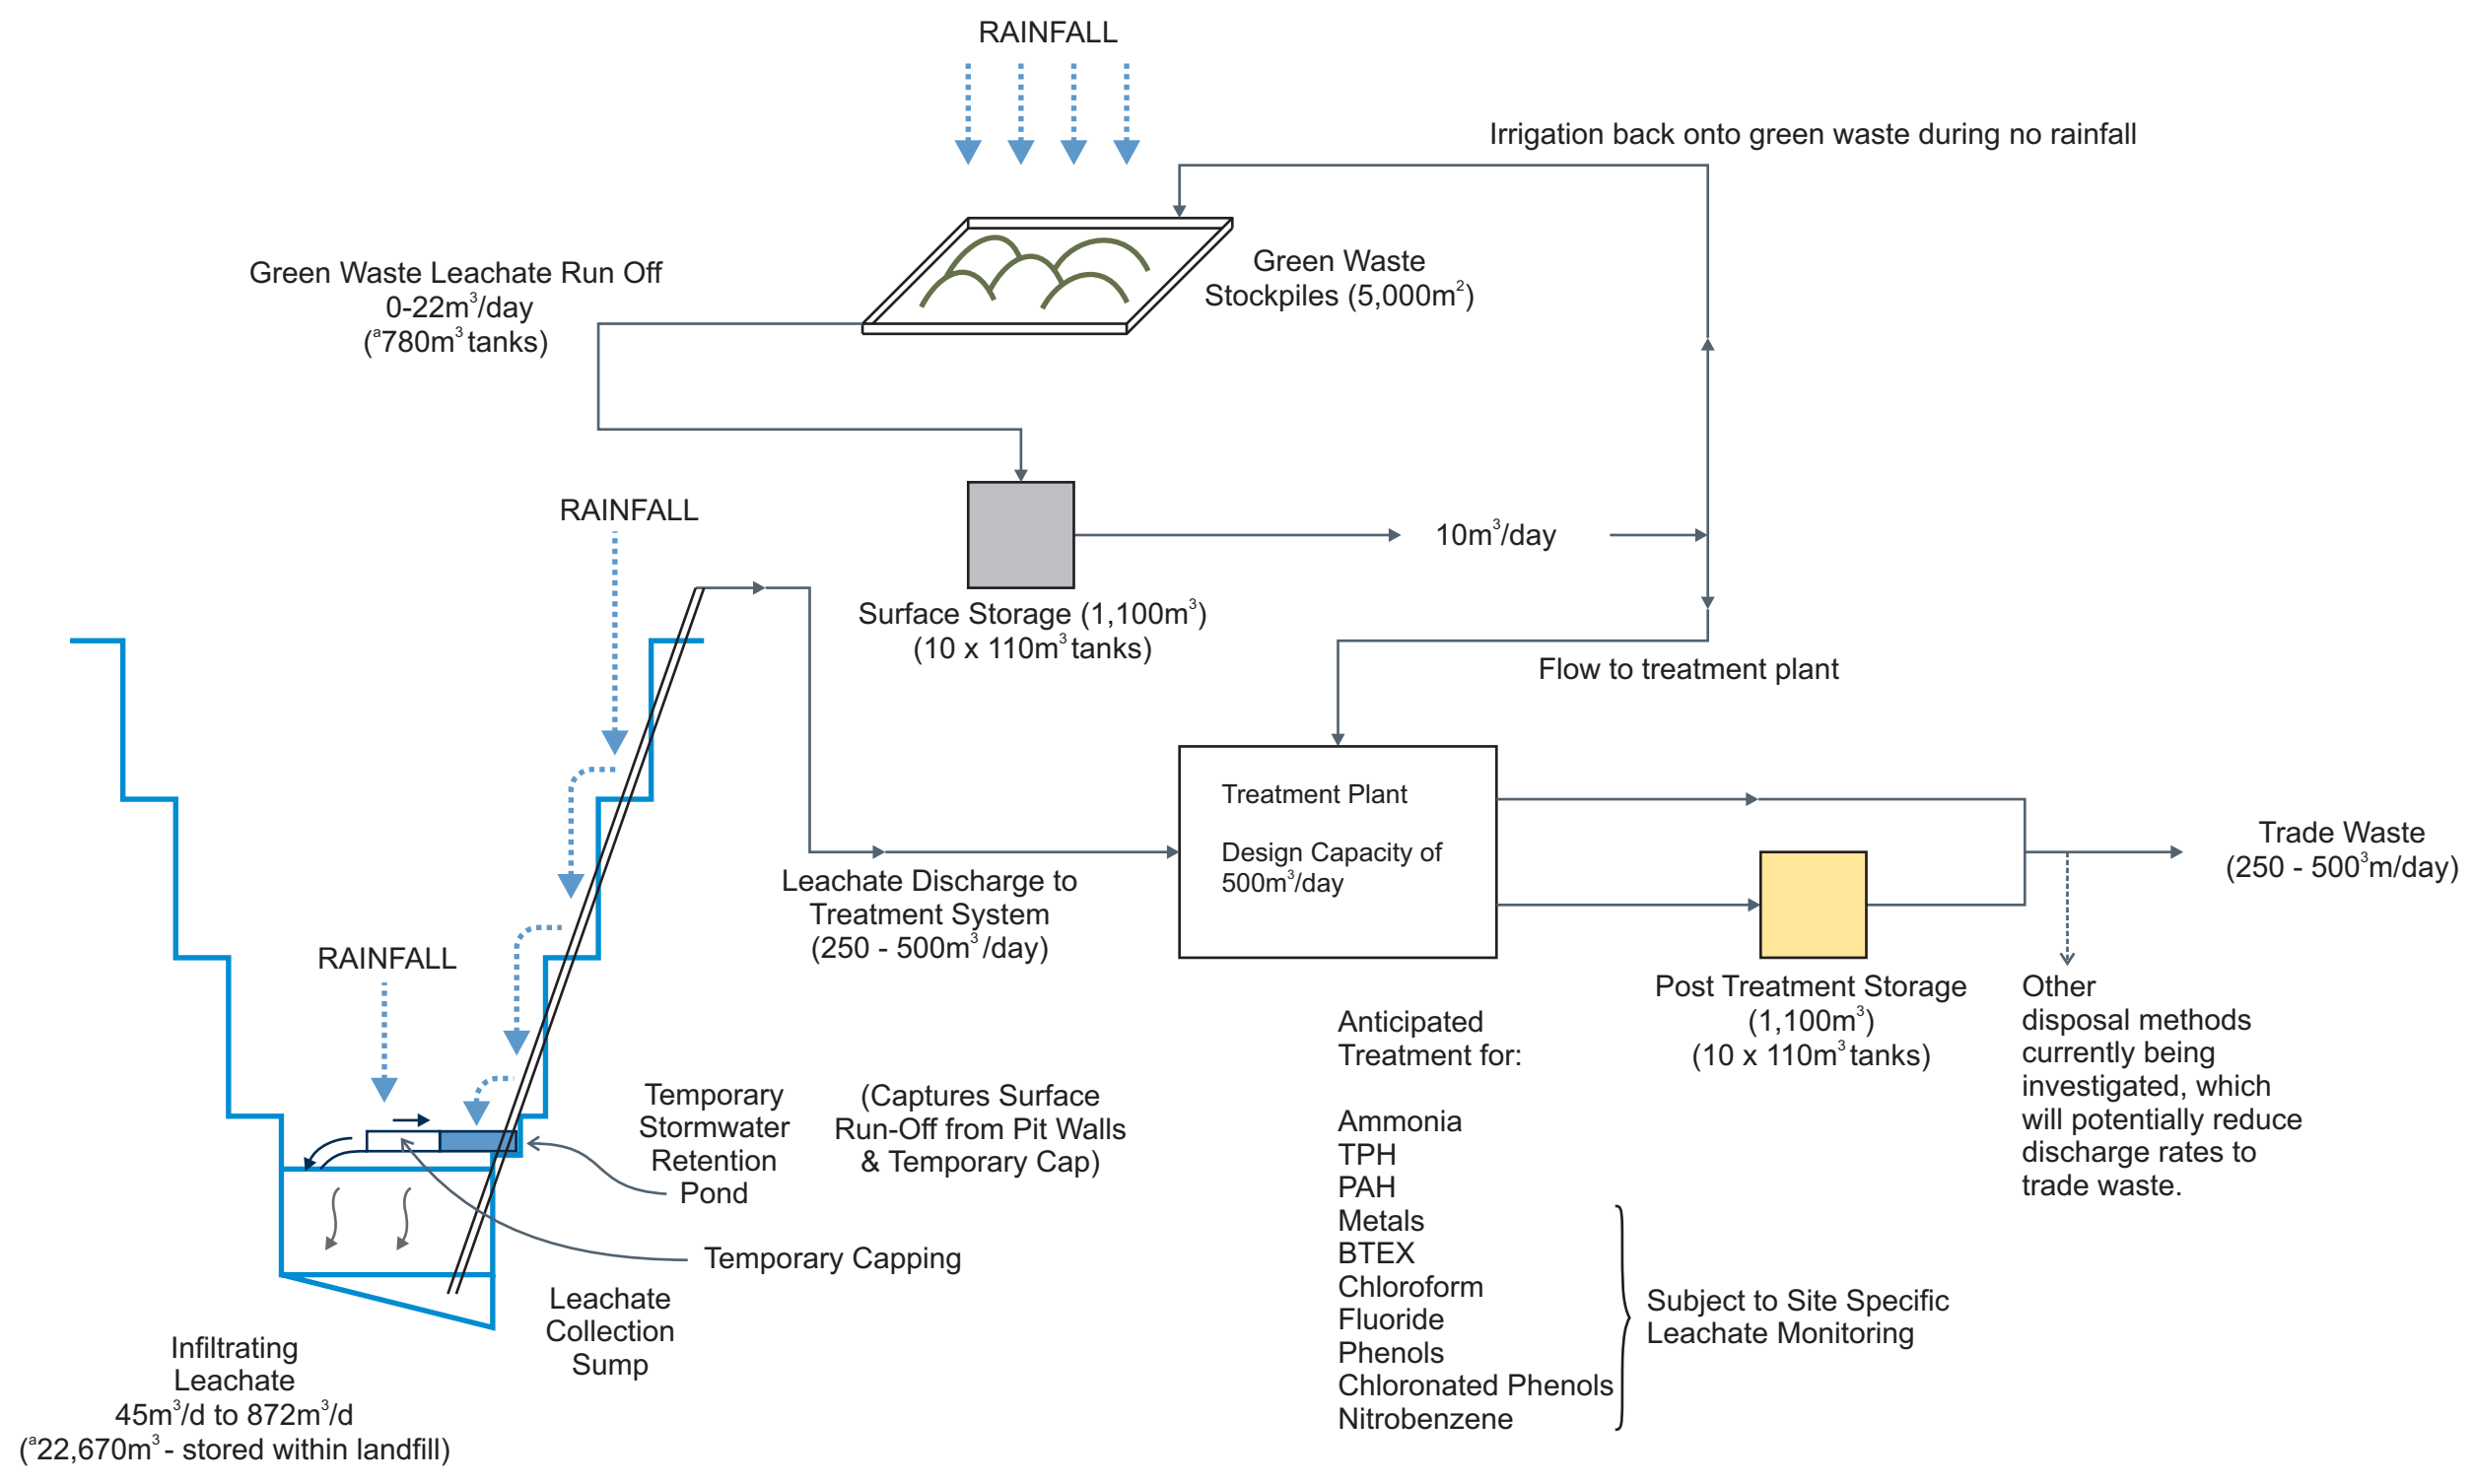 RAINFALL
Irrigation back onto green waste during no rainfall
Green Waste
Stockpiles (5,000m²)
Green Waste Leachate Run Off
0-22m³/day
(ᵃ780m³ tanks)
RAINFALL
10m³/day
Surface Storage (1,100m³)
(10 x 110m³ tanks)
Flow to treatment plant
Treatment Plant
Design Capacity of
500m³/day
Leachate Discharge to
Treatment System
(250 - 500m³ /day)
Trade Waste
(250 - 500³m/day)
RAINFALL
Post Treatment Storage
(1,100m³)
(10 x 110m³ tanks)
Other
disposal methods
currently being
investigated, which
will potentially reduce
discharge rates to
trade waste.
Temporary
Stormwater
Retention
Pond
(Captures Surface
Run-Off from Pit Walls
& Temporary Cap)
Temporary Capping
Leachate
Collection
Sump
Infiltrating
Leachate
45m³/d to 872m³/d
(ᵃ22,670m³ - stored within landfill)
Anticipated
Treatment for:
Ammonia
TPH
PAH
Metals
BTEX
Chloroform
Fluoride
Phenols
Chloronated Phenols
Nitrobenzene
Subject to Site Specific
Leachate Monitoring